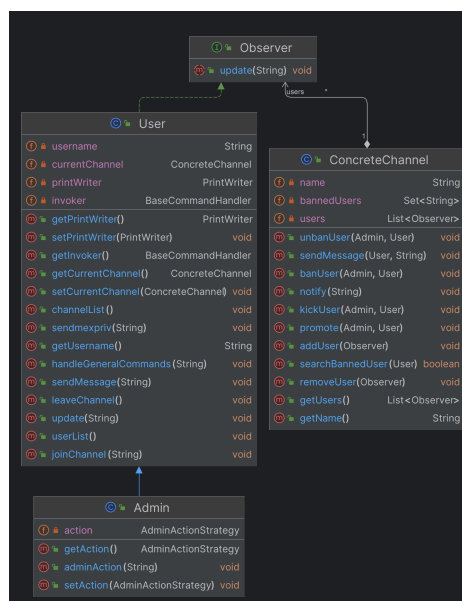 Observer
update(String) void
users *
1
User
username String
currentChannel ConcreteChannel
printWriter PrintWriter
invoker BaseCommandHandler
getPrintWriter() PrintWriter
setPrintWriter(PrintWriter) void
getInvoker() BaseCommandHandler
getCurrentChannel() ConcreteChannel
setCurrentChannel(ConcreteChannel) void
channelList() void
sendmexpriv(String) void
getUsername() String
handleGeneralCommands(String) void
sendMessage(String) void
leaveChannel() void
update(String) void
userList() void
joinChannel(String) void
ConcreteChannel
name String
bannedUsers Set<String>
users List<Observer>
unbanUser(Admin, User) void
sendMessage(User, String) void
banUser(Admin, User) void
notify(String) void
kickUser(Admin, User) void
promote(Admin, User) void
addUser(Observer) void
searchBannedUser(User) boolean
removeUser(Observer) void
getUsers() List<Observer>
getName() String
Admin
action AdminActionStrategy
getAction() AdminActionStrategy
adminAction(String) void
setAction(AdminActionStrategy) void